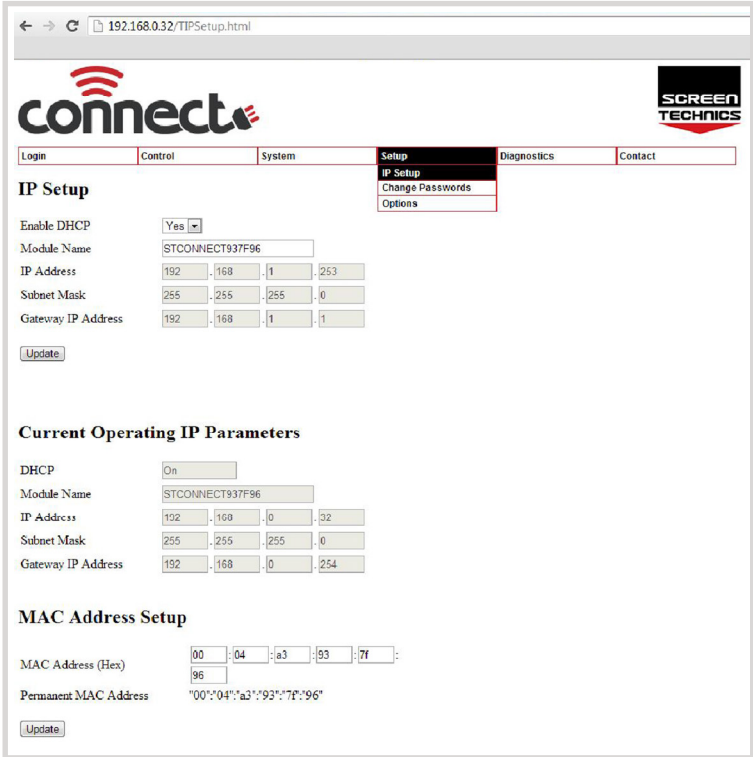 192.168.0.32/TIPSetup.html
connect
SCREEN
TECHNICS
Login Control System Setup Diagnostics Contact
IP Setup
Change Passwords
Options
IP Setup
Enable DHCP Yes
Module Name STCONNECT937F96
IP Address 192 . 168 . 1 . 253
Subnet Mask 255 . 255 . 255 . 0
Gateway IP Address 192 . 168 . 1 . 1
Update
Current Operating IP Parameters
DHCP On
Module Name STCONNECT937F96
IP Address 192 . 168 . 0 . 32
Subnet Mask 255 . 255 . 255 . 0
Gateway IP Address 192 . 168 . 0 . 254
MAC Address Setup
MAC Address (Hex) 00 : 04 : a3 : 93 : 7f :
96
Permanent MAC Address "00":"04":"a3":"93":"7f":"96"
Update